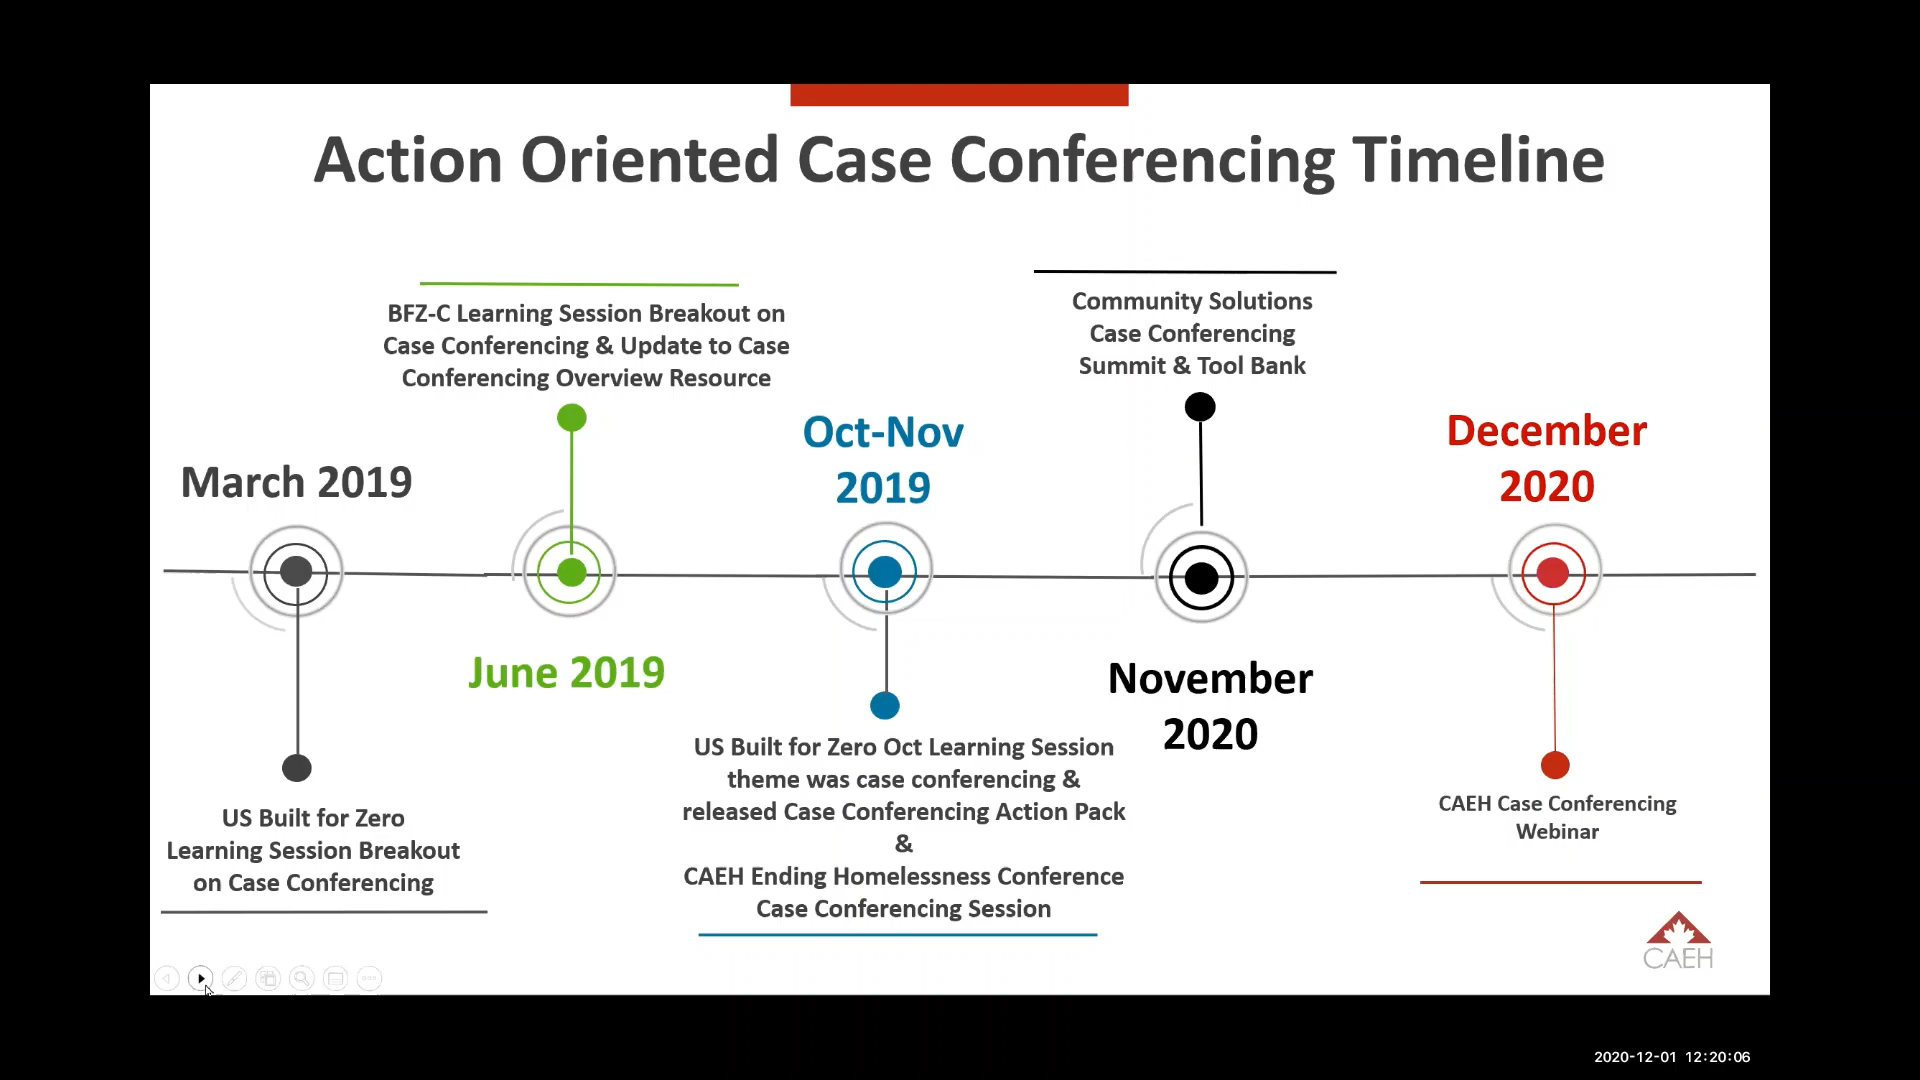 Action Oriented Case Conferencing Timeline
March 2019
US Built for Zero
Learning Session Breakout
on Case Conferencing
BFZ-C Learning Session Breakout on
Case Conferencing & Update to Case
Conferencing Overview Resource
June 2019
Oct-Nov
2019
US Built for Zero Oct Learning Session
theme was case conferencing &
released Case Conferencing Action Pack
&
CAEH Ending Homelessness Conference
Case Conferencing Session
Community Solutions
Case Conferencing
Summit & Tool Bank
November
2020
December
2020
CAEH Case Conferencing
Webinar
CAEH
2020-12-01 12:20:06